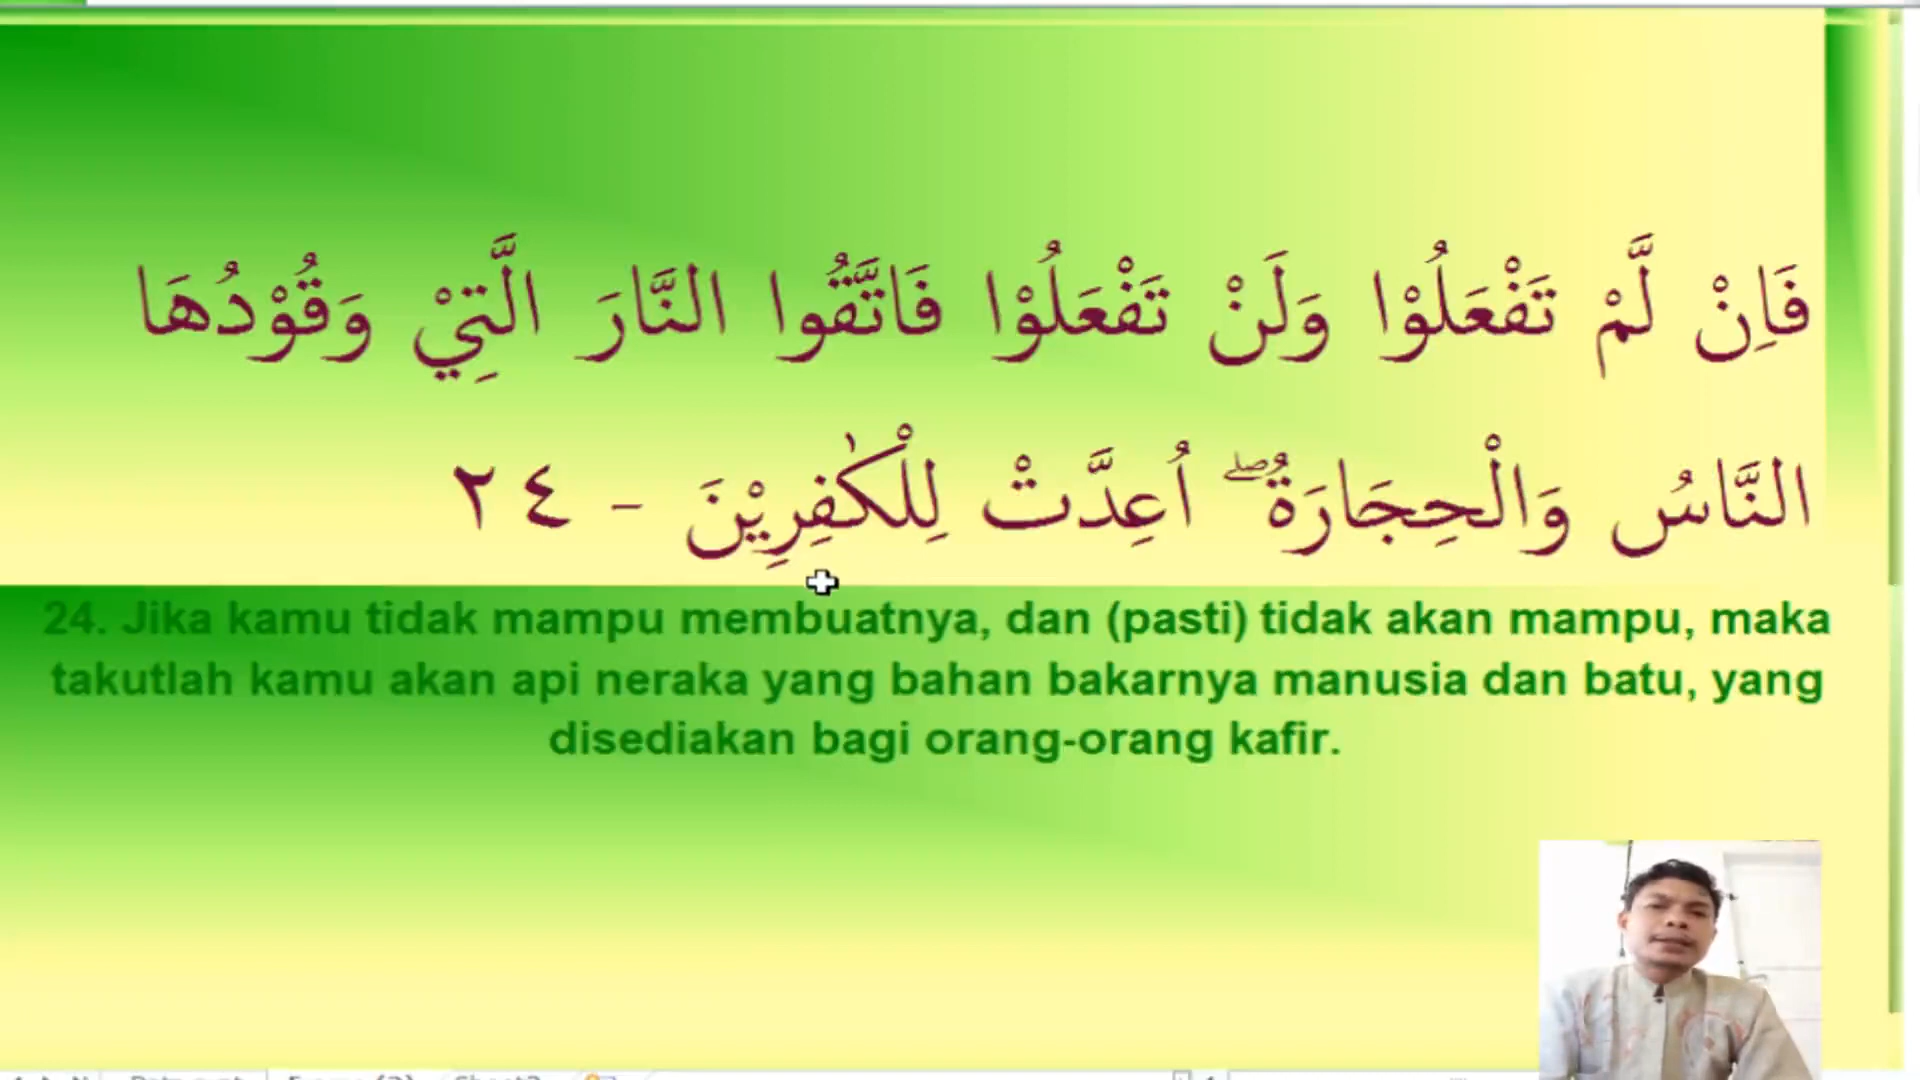 فَاِنْ لَّمْ تَفْعَلُوْا وَلَنْ تَفْعَلُوْا فَاتَّقُوا النَّارَ الَّتِيْ وَقُوْدُهَا
النَّاسُ وَالْحِجَارَةُ ۖ اُعِدَّتْ لِلْكٰفِرِيْنَ - ٢٤
24. Jika kamu tidak mampu membuatnya, dan (pasti) tidak akan mampu, maka
takutlah kamu akan api neraka yang bahan bakarnya manusia dan batu, yang
disediakan bagi orang-orang kafir.